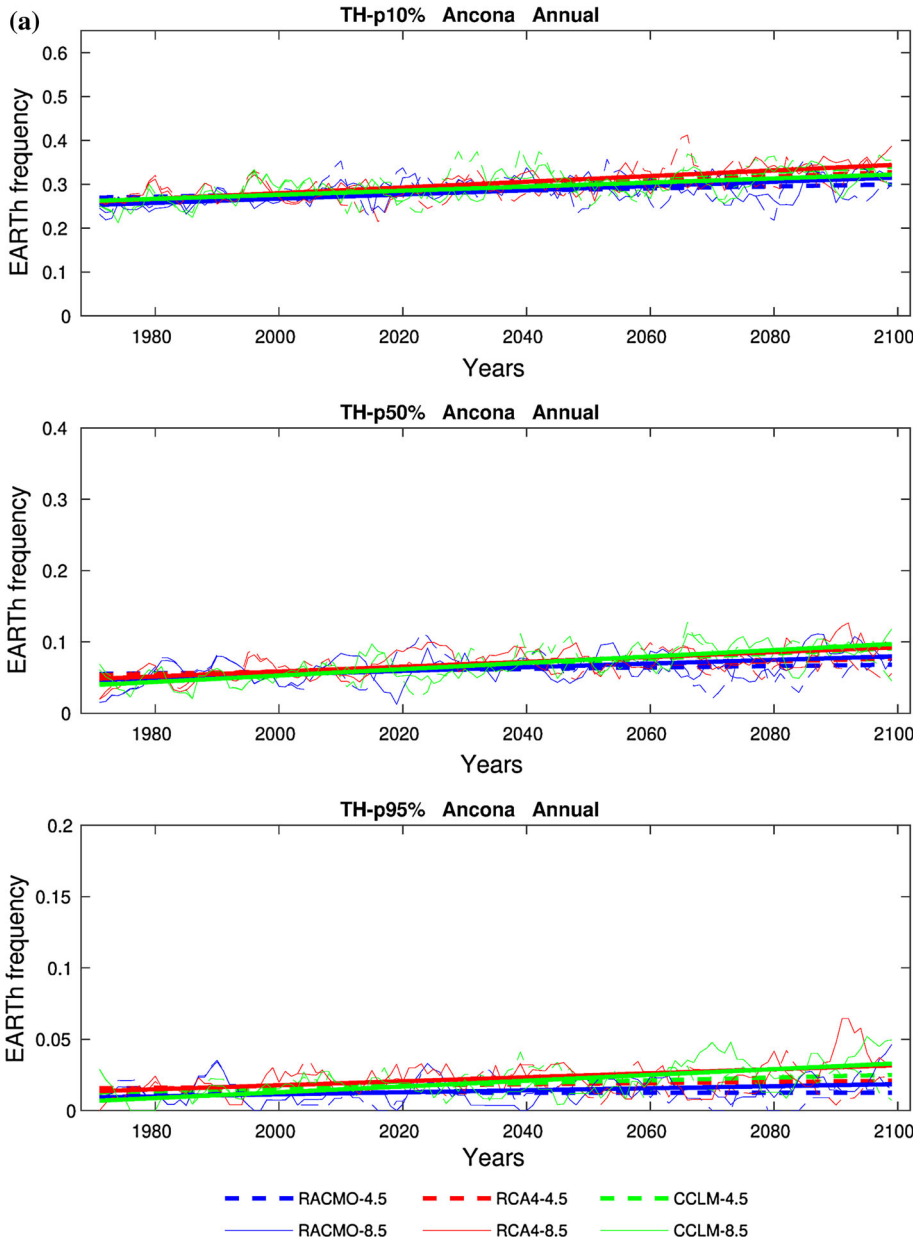 (a)
TH-p10% Ancona Annual
EARTh frequency
0.6
0.5
0.4
0.3
0.2
0.1
0
1980 2000 2020 2040 2060 2080 2100
Years
TH-p50% Ancona Annual
EARTh frequency
0.4
0.3
0.2
0.1
0
1980 2000 2020 2040 2060 2080 2100
Years
TH-p95% Ancona Annual
EARTh frequency
0.2
0.15
0.1
0.05
0
1980 2000 2020 2040 2060 2080 2100
Years
RACMO-4.5 RCA4-4.5 CCLM-4.5
RACMO-8.5 RCA4-8.5 CCLM-8.5